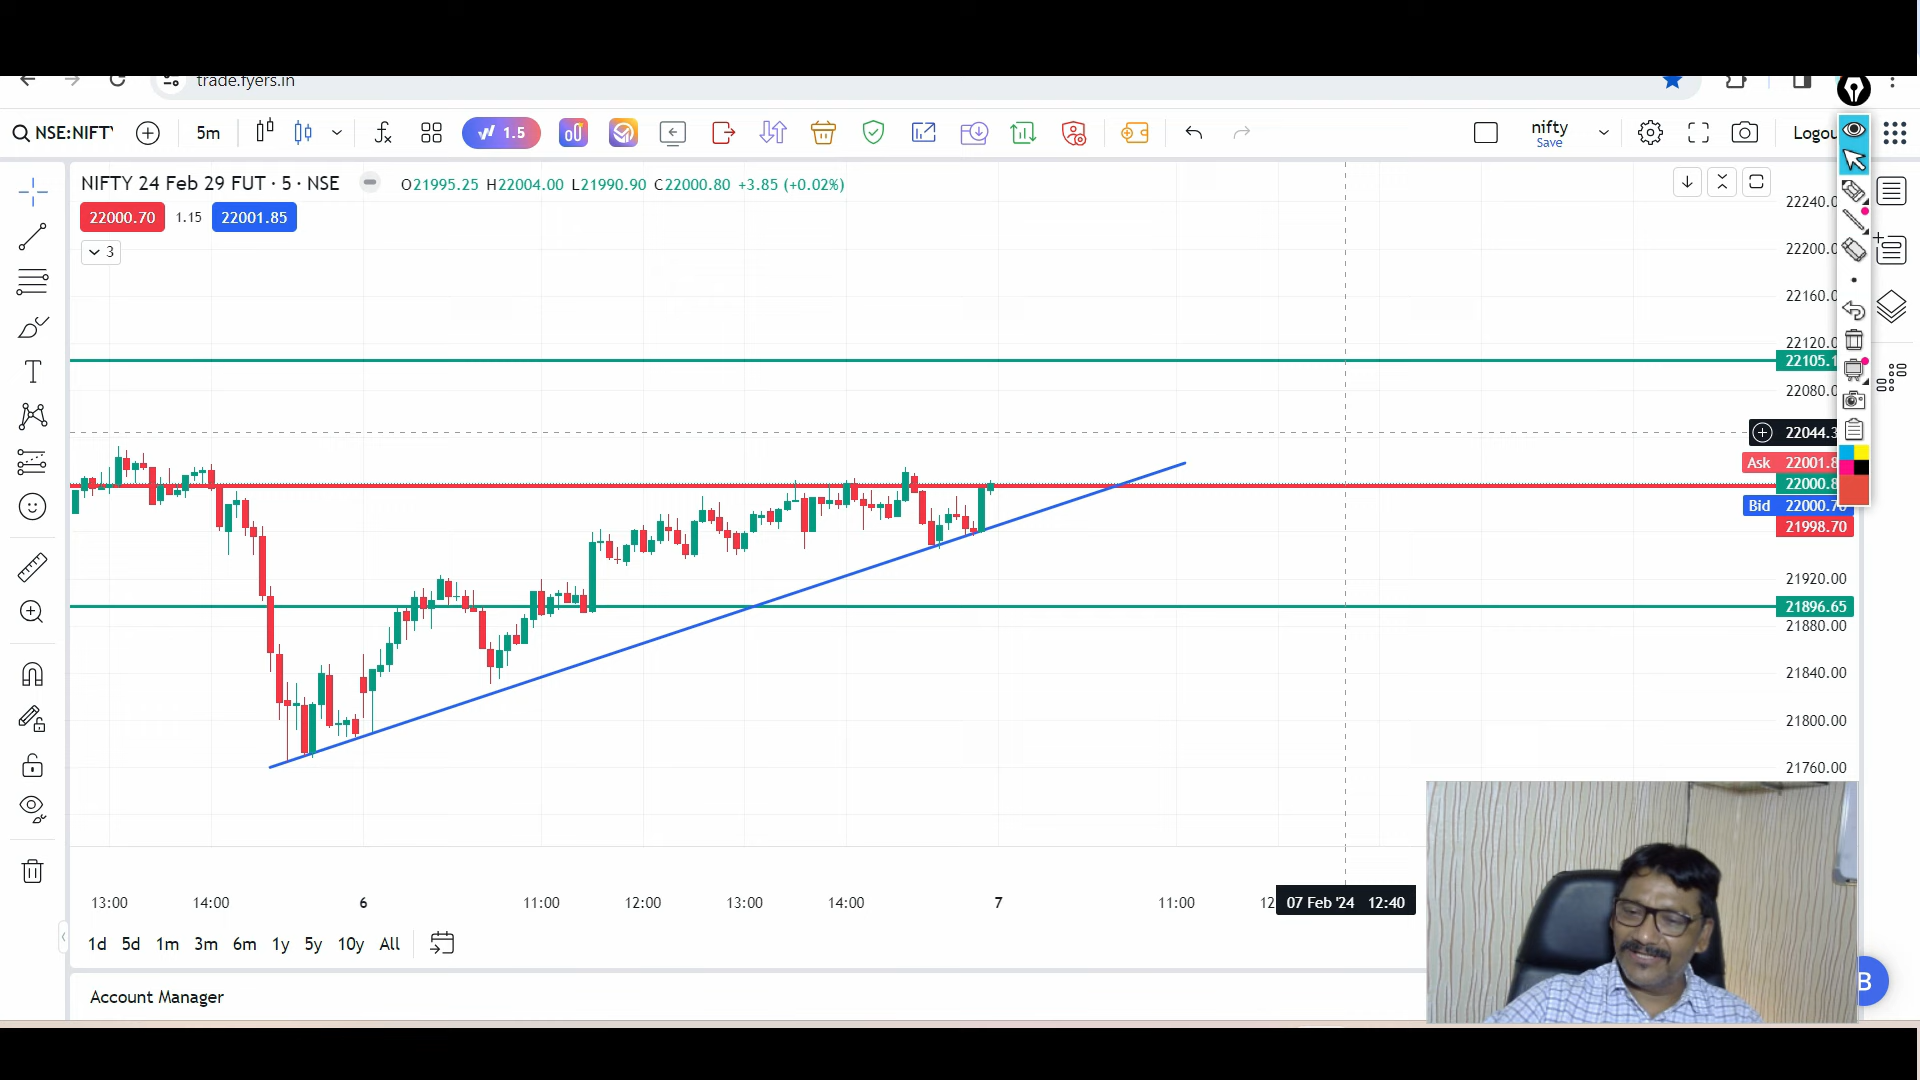 trade.fyers.in
NSE:NIFT
5m
1.5
nifty
Save
Logou
NIFTY 24 Feb 29 FUT · 5 · NSE
O21995.25 H22004.00 L21990.90 C22000.80 +3.85 (+0.02%)
22000.70 1.15 22001.85
3
22240.0
22200.0
22160.0
22120.0
22105.1
22080.0
22044.3
Ask 22001.8
22000.8
Bid 22000.70
21998.70
21920.00
21896.65
21880.00
21840.00
21800.00
21760.00
13:00 14:00 6 11:00 12:00 13:00 14:00 7 11:00 12 07 Feb '24 12:40
1d 5d 1m 3m 6m 1y 5y 10y All
Account Manager
B